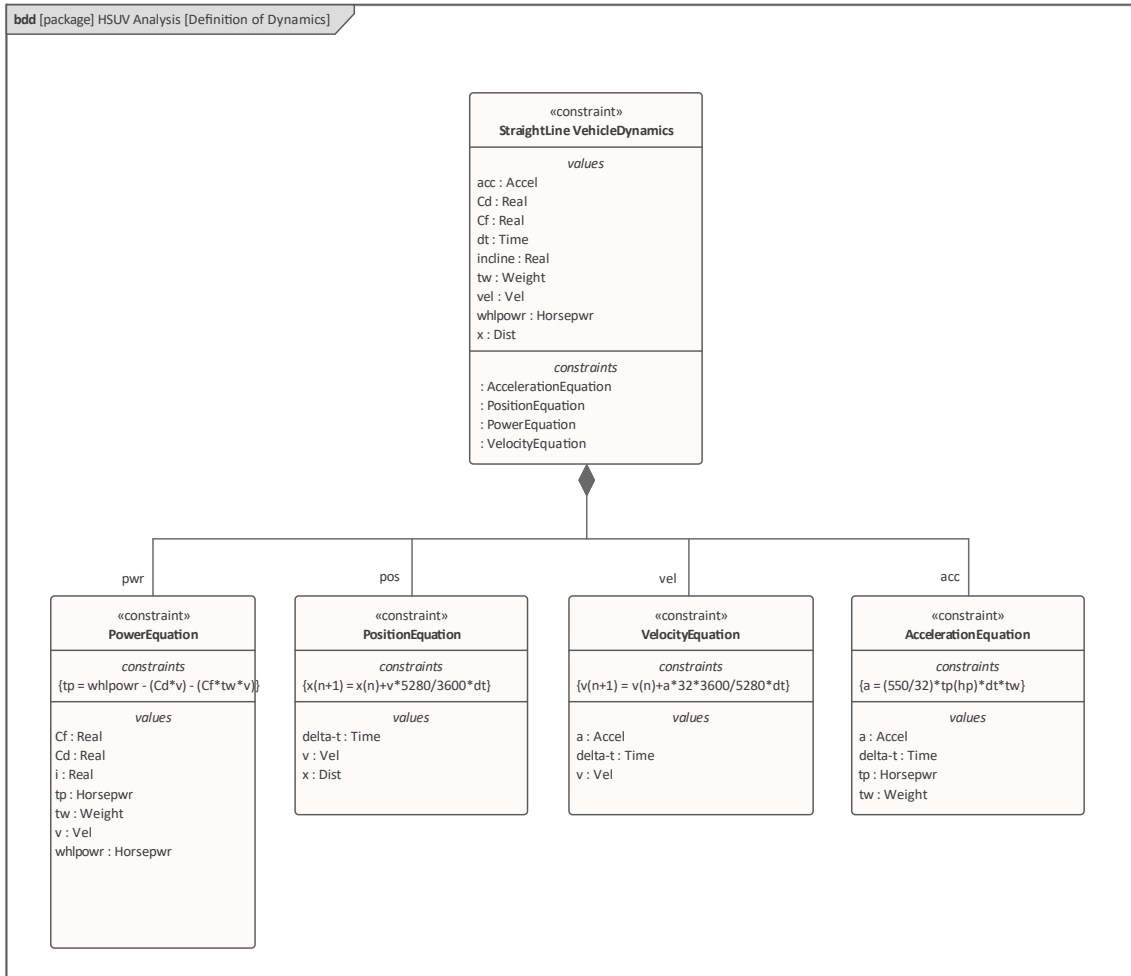 bdd [package] HSUV Analysis [Definition of Dynamics]
«constraint»
StraightLine VehicleDynamics
values
acc : Accel
Cd : Real
Cf : Real
dt : Time
incline : Real
tw : Weight
vel : Vel
whlpowr : Horsepwr
x : Dist
constraints
: AccelerationEquation
: PositionEquation
: PowerEquation
: VelocityEquation
pwr
pos
vel
acc
«constraint»
PowerEquation
constraints
{tp = whlpowr - (Cd*v) - (Cf*tw*v)}
values
Cf : Real
Cd : Real
i : Real
tp : Horsepwr
tw : Weight
v : Vel
whlpowr : Horsepwr
«constraint»
PositionEquation
constraints
{x(n+1) = x(n)+v*5280/3600*dt}
values
delta-t : Time
v : Vel
x : Dist
«constraint»
VelocityEquation
constraints
{v(n+1) = v(n)+a*32*3600/5280*dt}
values
a : Accel
delta-t : Time
v : Vel
«constraint»
AccelerationEquation
constraints
{a = (550/32)*tp(hp)*dt*tw}
values
a : Accel
delta-t : Time
tp : Horsepwr
tw : Weight